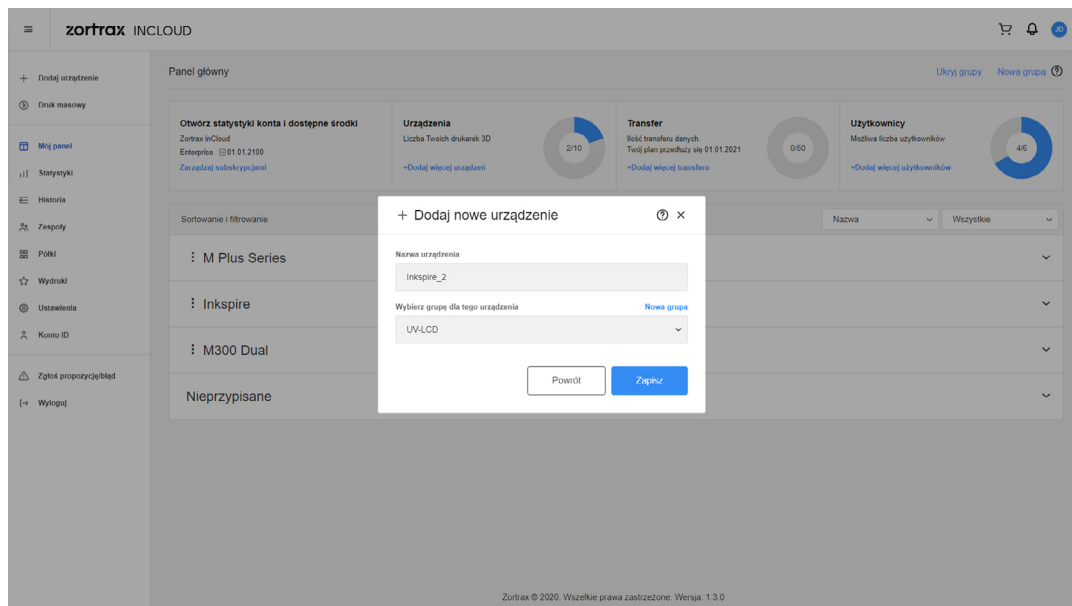 zortrax INCLOUD
JD
Dodaj urządzenie
Druk masowy
Mój panel
Statystyki
Historia
Zespoły
Półki
Wydruki
Ustawienia
Konto ID
Zgłoś propozycję/błąd
Wyloguj
Panel główny
Ukryj grupy
Nowa grupa
Otwórz statystyki konta i dostępne środki
Zortrax inCloud
Enterprise 01.01.2100
Zarządzaj subskrypcjami
Urządzenia
Liczba Twoich drukarek 3D
+Dodaj więcej urządzeń
2/10
Transfer
Ilość transferu danych
Twój plan przedłuży się 01.01.2021
+Dodaj więcej transferu
0/50
Użytkownicy
Możliwa liczba użytkowników
+Dodaj więcej użytkowników
4/6
Sortowanie i filtrowanie
Nazwa
Wszystkie
M Plus Series
Inkspire
M300 Dual
Nieprzypisane
+ Dodaj nowe urządzenie
Nazwa urządzenia
Inkspire_2
Wybierz grupę dla tego urządzenia
Nowa grupa
UV-LCD
Powrót
Zapisz
Zortrax © 2020. Wszelkie prawa zastrzeżone. Wersja: 1.3.0